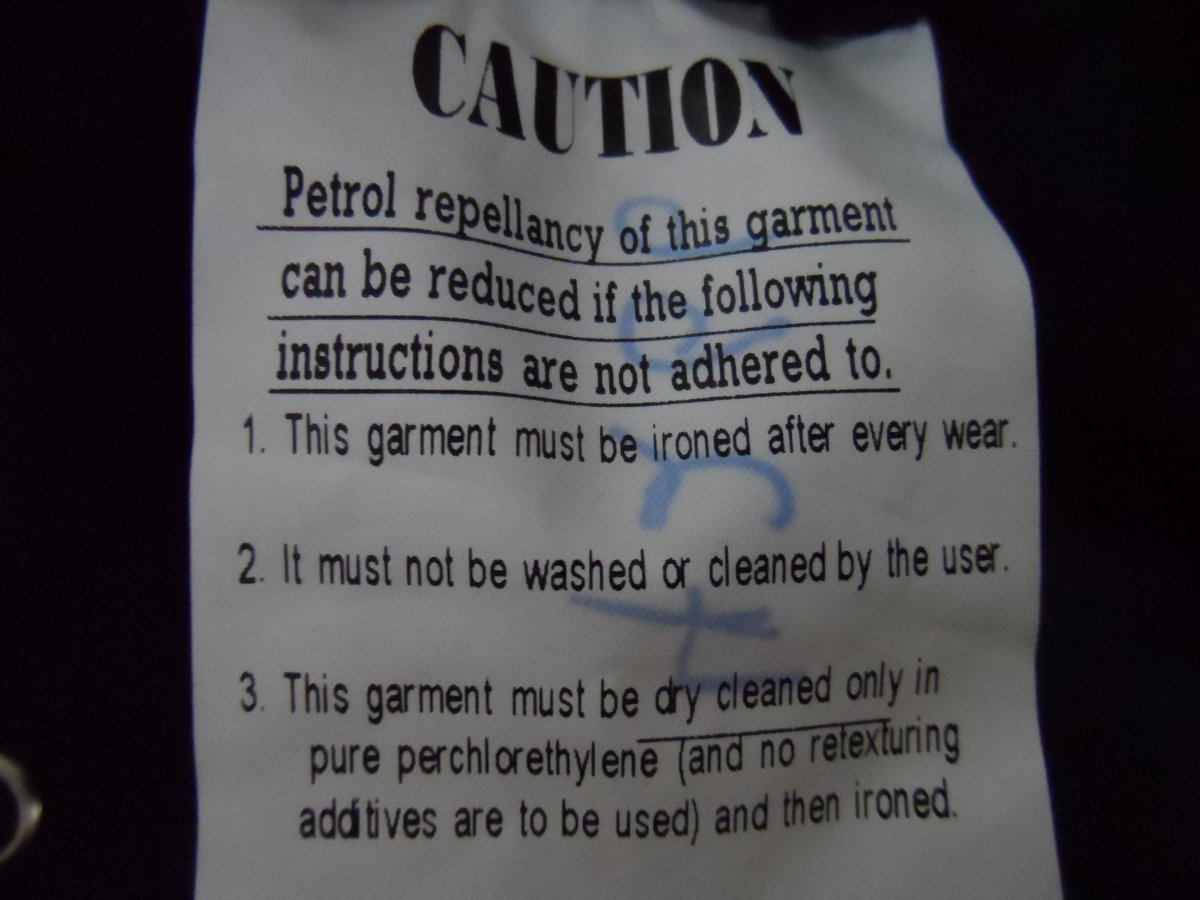 CAUTION
Petrol repellancy of this garment
can be reduced if the following
instructions are not adhered to.
1. This garment must be ironed after every wear.
2. It must not be washed or cleaned by the user.
3. This garment must be dry cleaned only in
pure perchlorethylene (and no retexturing
additives are to be used) and then ironed.